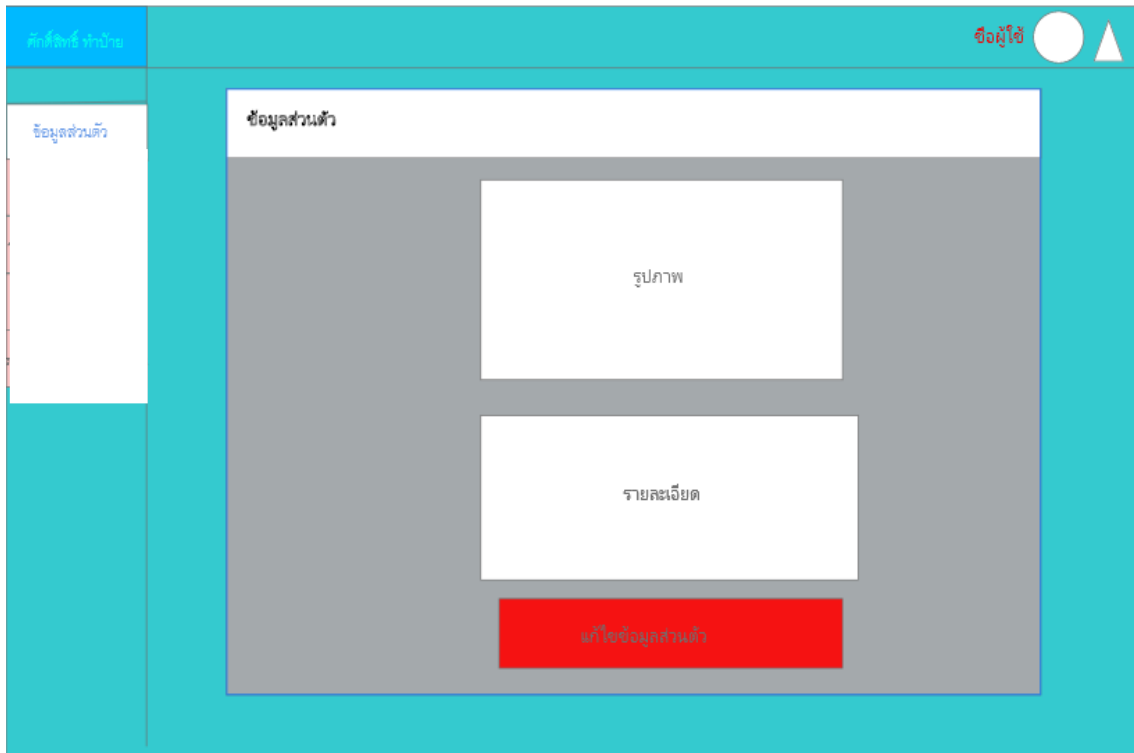 ศักดิ์สิทธิ์ ทำป้าย
ชื่อผู้ใช้
ข้อมูลส่วนตัว
ข้อมูลส่วนตัว
รูปภาพ
รายละเอียด
แก้ไขข้อมูลส่วนตัว